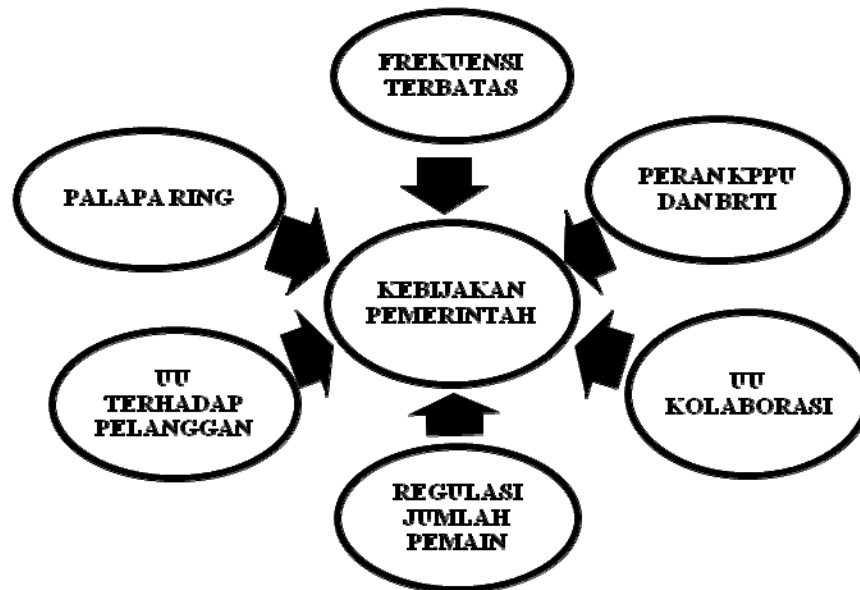 FREKUENSI
TERBATAS
PALAPA RING
PERAN KPPU
DAN BRTI
KEBIJAKAN
PEMERINTAH
UU
TERHADAP
PELANGGAN
UU
KOLABORASI
REGULASI
JUMLAH
PEMAIN